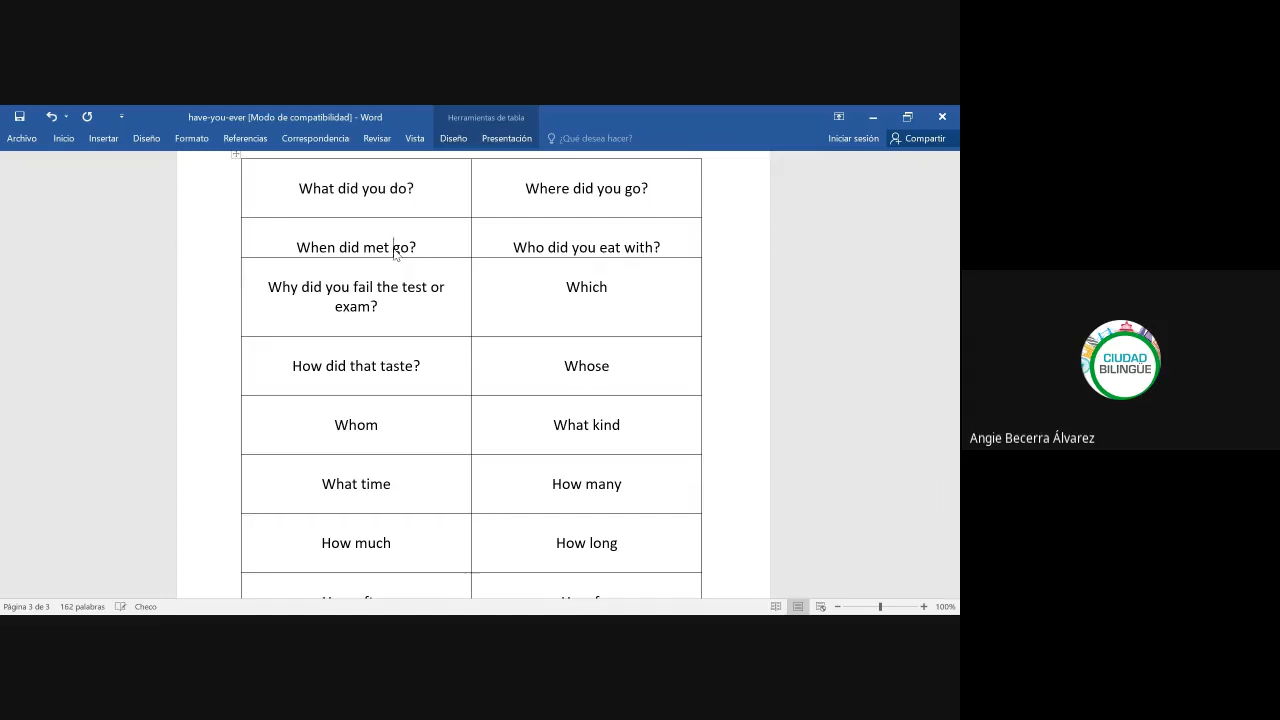 have-you-ever [Modo de compatibilidad] - Word
Herramientas de tabla
Archivo Inicio Insertar Diseño Formato Referencias Correspondencia Revisar Vista Diseño Presentación ¿Qué desea hacer? Iniciar sesión Compartir
What did you do? Where did you go?
When did met go? Who did you eat with?
Why did you fail the test or
exam?
Which
How did that taste? Whose
Whom What kind
What time How many
How much How long
Página 3 de 3 162 palabras Checo 100%
CIUDAD
BILINGÜE
Angie Becerra Álvarez